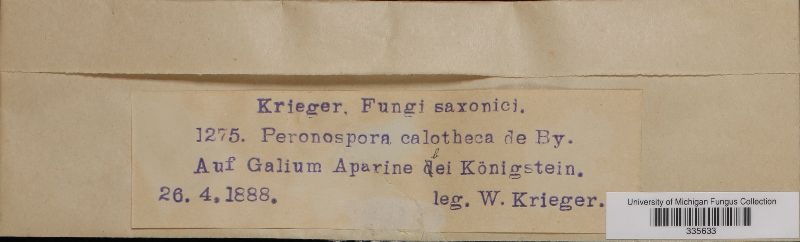 Krieger, Fungi saxonici.
1275. Peronospora calotheca de By.
Auf Galium Aparine bei Königstein.
26. 4. 1888. leg. W. Krieger.
University of Michigan Fungus Collection
335633